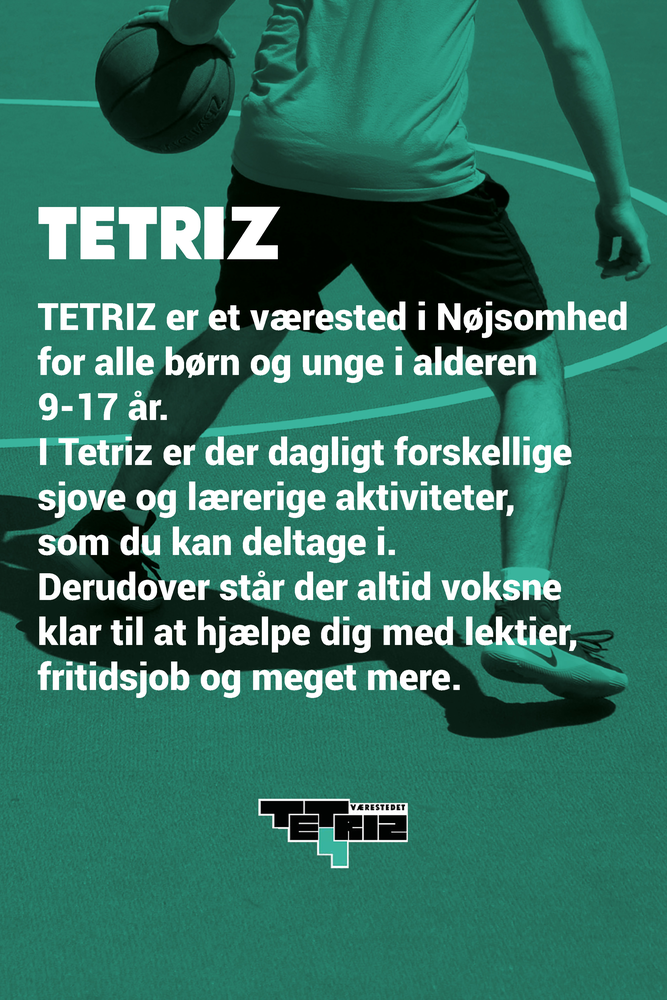 TETRIZ
TETRIZ er et værested i Nøjsomhed
for alle børn og unge i alderen
9-17 år.
I Tetriz er der dagligt forskellige
sjove og lærerige aktiviteter,
som du kan deltage i.
Derudover står der altid voksne
klar til at hjælpe dig med lektier,
fritidsjob og meget mere.
VÆRESTEDET
TETRIZ